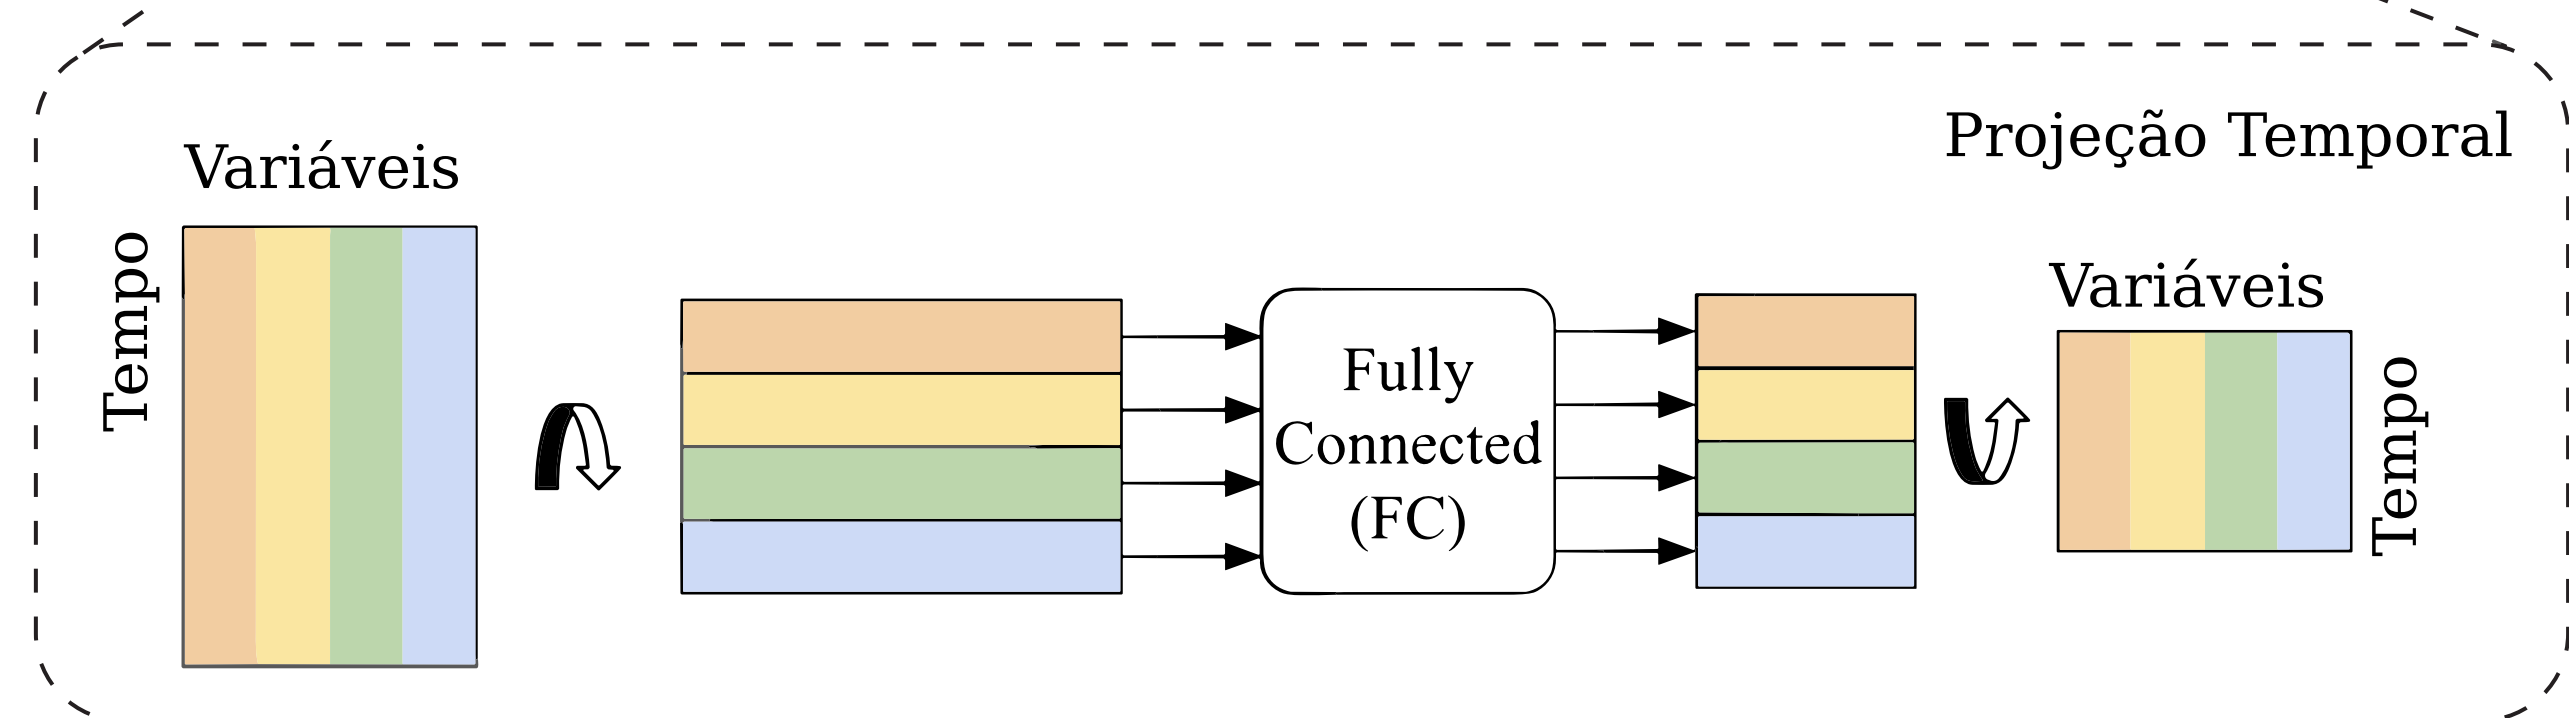 Projeção Temporal
Variáveis
Tempo
Fully
Connected
(FC)
Variáveis
Tempo